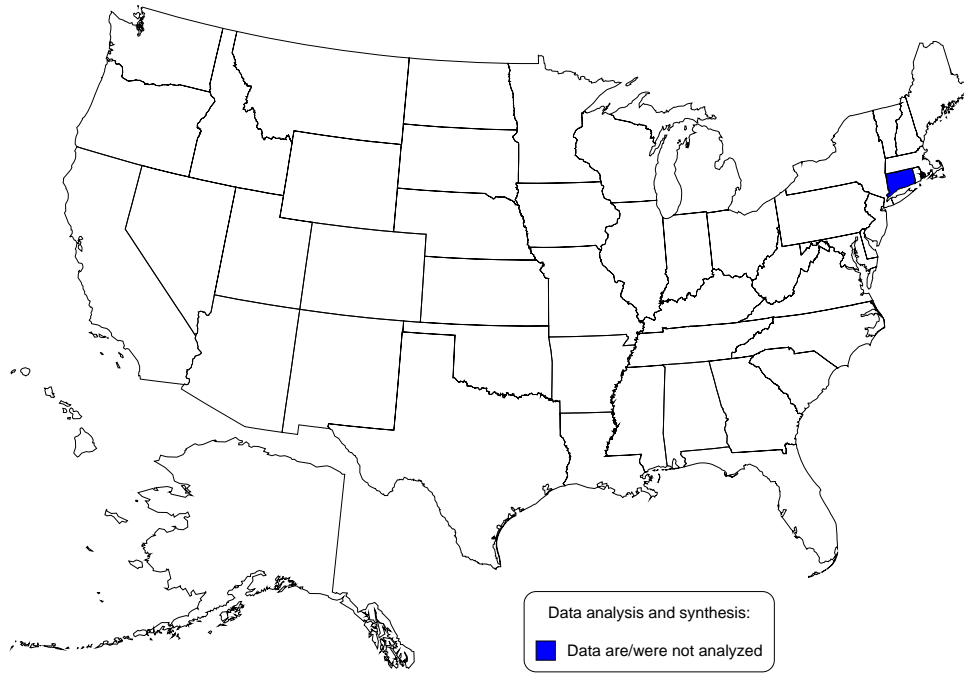 Data analysis and synthesis:
Data are/were not analyzed